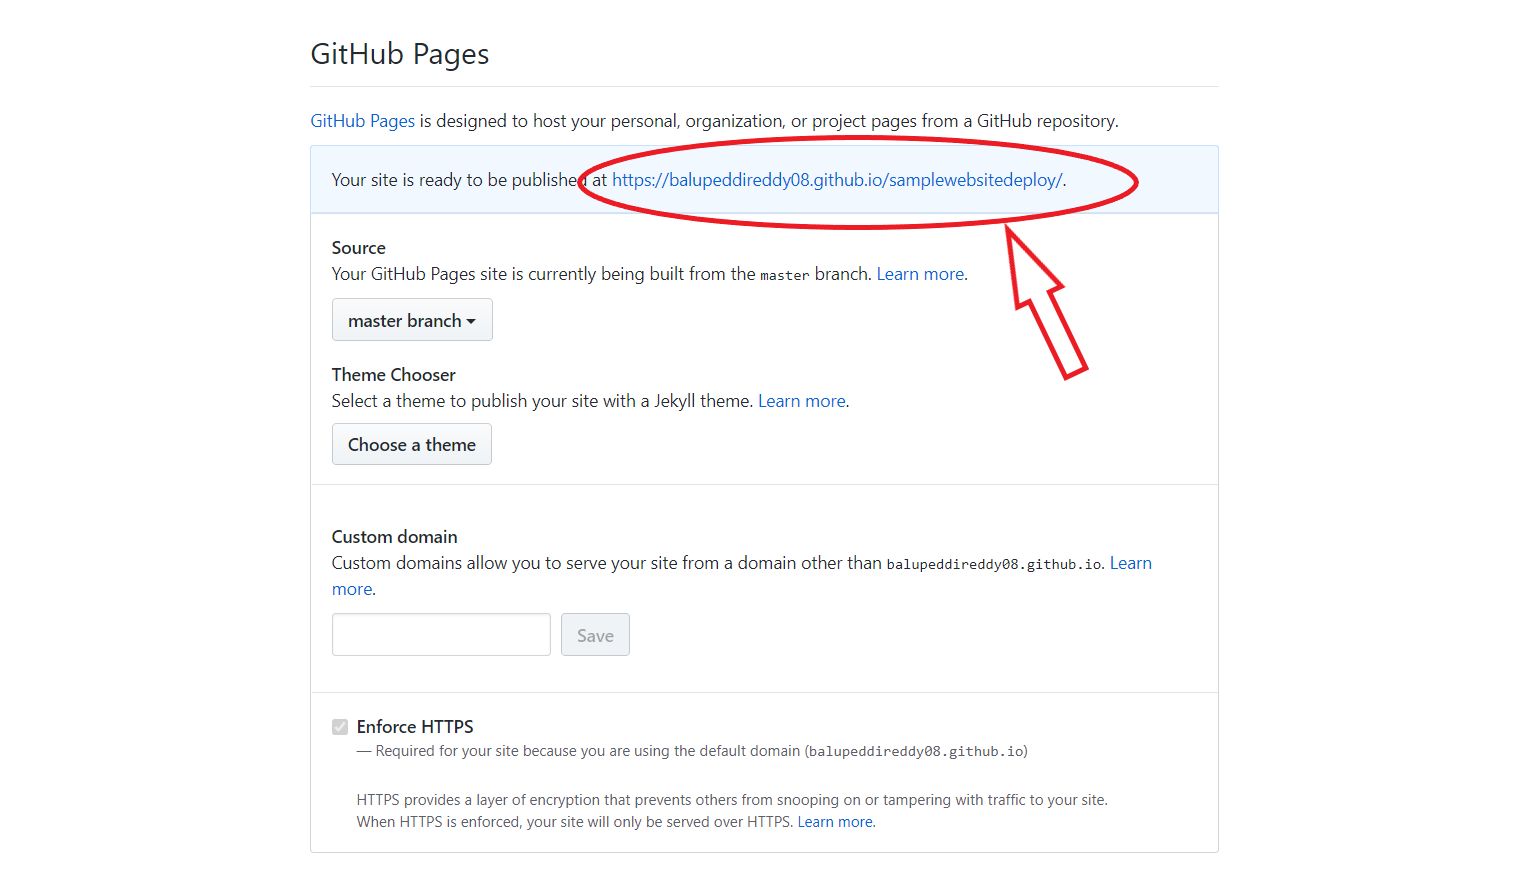 GitHub Pages
GitHub Pages is designed to host your personal, organization, or project pages from a GitHub repository.
Your site is ready to be published at https://balupeddireddy08.github.io/samplewebsitedeploy/.
Source
Your GitHub Pages site is currently being built from the master branch. Learn more.
master branch
Theme Chooser
Select a theme to publish your site with a Jekyll theme. Learn more.
Choose a theme
Custom domain
Custom domains allow you to serve your site from a domain other than balupeddireddy08.github.io. Learn
more.
Save
Enforce HTTPS
— Required for your site because you are using the default domain (balupeddireddy08.github.io)
HTTPS provides a layer of encryption that prevents others from snooping on or tampering with traffic to your site.
When HTTPS is enforced, your site will only be served over HTTPS. Learn more.